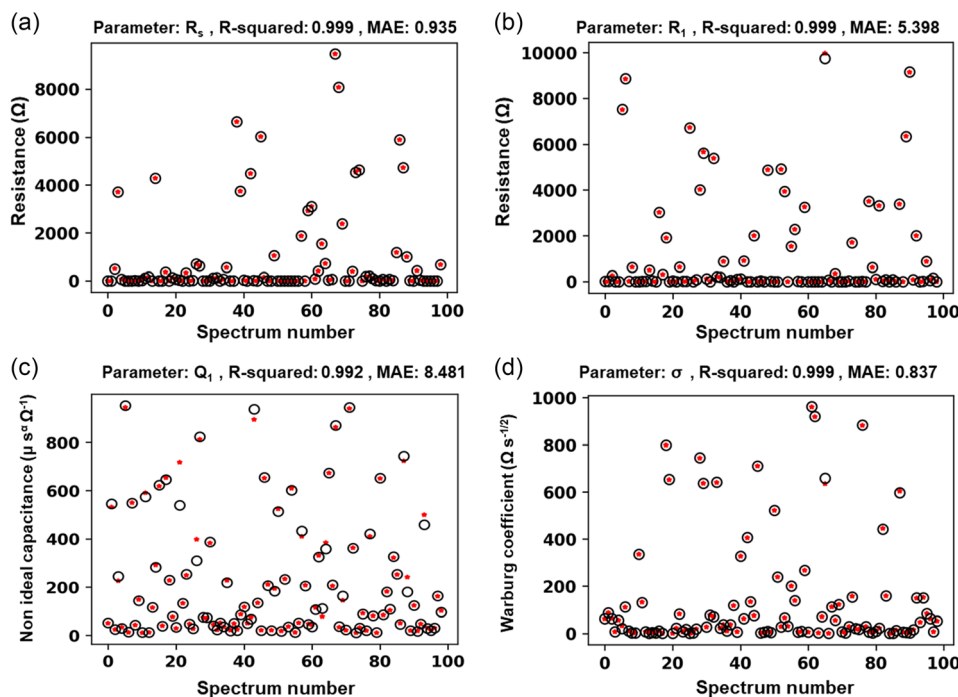 (a)
Parameter: Rs , R-squared: 0.999 , MAE: 0.935
Resistance (Ω)
8000
6000
4000
2000
0
0 20 40 60 80 100
Spectrum number
(b)
Parameter: R1 , R-squared: 0.999 , MAE: 5.398
Resistance (Ω)
10000
8000
6000
4000
2000
0
0 20 40 60 80 100
Spectrum number
(c)
Parameter: Q1 , R-squared: 0.992 , MAE: 8.481
Non ideal capacitance (μ s^α Ω^-1)
800
600
400
200
0
0 20 40 60 80 100
Spectrum number
(d)
Parameter: σ , R-squared: 0.999 , MAE: 0.837
Warburg coefficient (Ω s^-1/2)
1000
800
600
400
200
0
0 20 40 60 80 100
Spectrum number